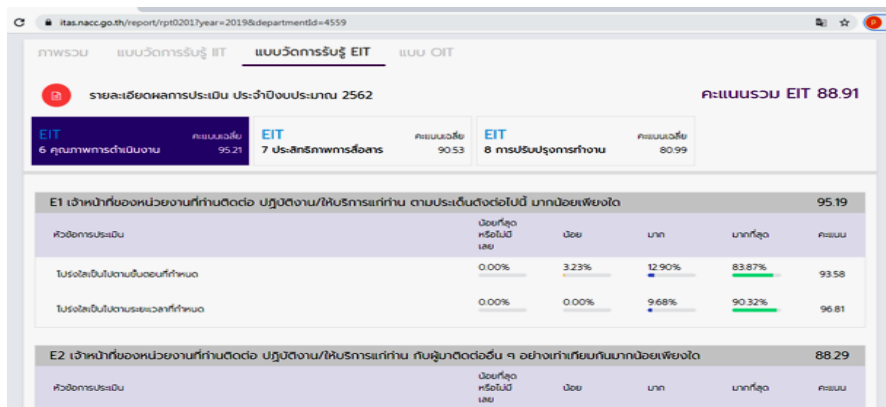 itas.nacc.go.th/report/rpt0201?year=2019&departmentId=4559
ภาพรวม แบบวัดการรับรู้ IIT แบบวัดการรับรู้ EIT แบบ OIT
รายละเอียดผลการประเมิน ประจำปีงบประมาณ 2562 คะแนนรวม EIT 88.91
EIT คะแนนเฉลี่ย EIT คะแนนเฉลี่ย EIT คะแนนเฉลี่ย
6 คุณภาพการดำเนินงาน 95.21 7 ประสิทธิภาพการสื่อสาร 90.53 8 การปรับปรุงการทำงาน 80.99
E1 เจ้าหน้าที่ของหน่วยงานที่ท่านติดต่อ ปฏิบัติงาน/ให้บริการแก่ท่าน ตามประเด็นดังต่อไปนี้ มากน้อยเพียงใด 95.19
หัวข้อการประเมิน น้อยที่สุด น้อย มาก มากที่สุด คะแนน
หรือไม่มี
เลย
โปร่งใสเป็นไปตามขั้นตอนที่กำหนด 0.00% 3.23% 12.90% 83.87% 93.58
โปร่งใสเป็นไปตามระยะเวลาที่กำหนด 0.00% 0.00% 9.68% 90.32% 96.81
E2 เจ้าหน้าที่ของหน่วยงานที่ท่านติดต่อ ปฏิบัติงาน/ให้บริการแก่ท่าน กับผู้มาติดต่ออื่น ๆ อย่างเท่าเทียมกันมากน้อยเพียงใด 88.29
หัวข้อการประเมิน น้อยที่สุด น้อย มาก มากที่สุด คะแนน
หรือไม่มี
เลย